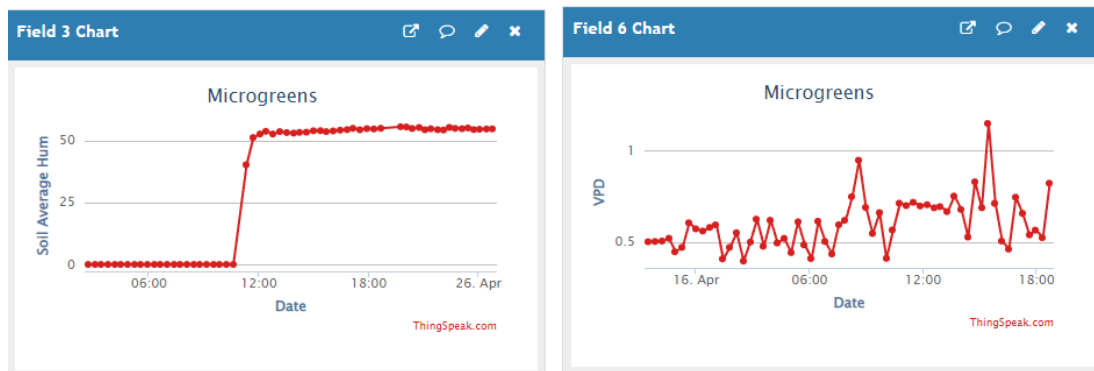 Field 3 Chart
Microgreens
Soil Average Hum
50
25
0
06:00 12:00 18:00 26. Apr
Date
ThingSpeak.com
Field 6 Chart
Microgreens
VPD
1
0.5
16. Apr 06:00 12:00 18:00
Date
ThingSpeak.com